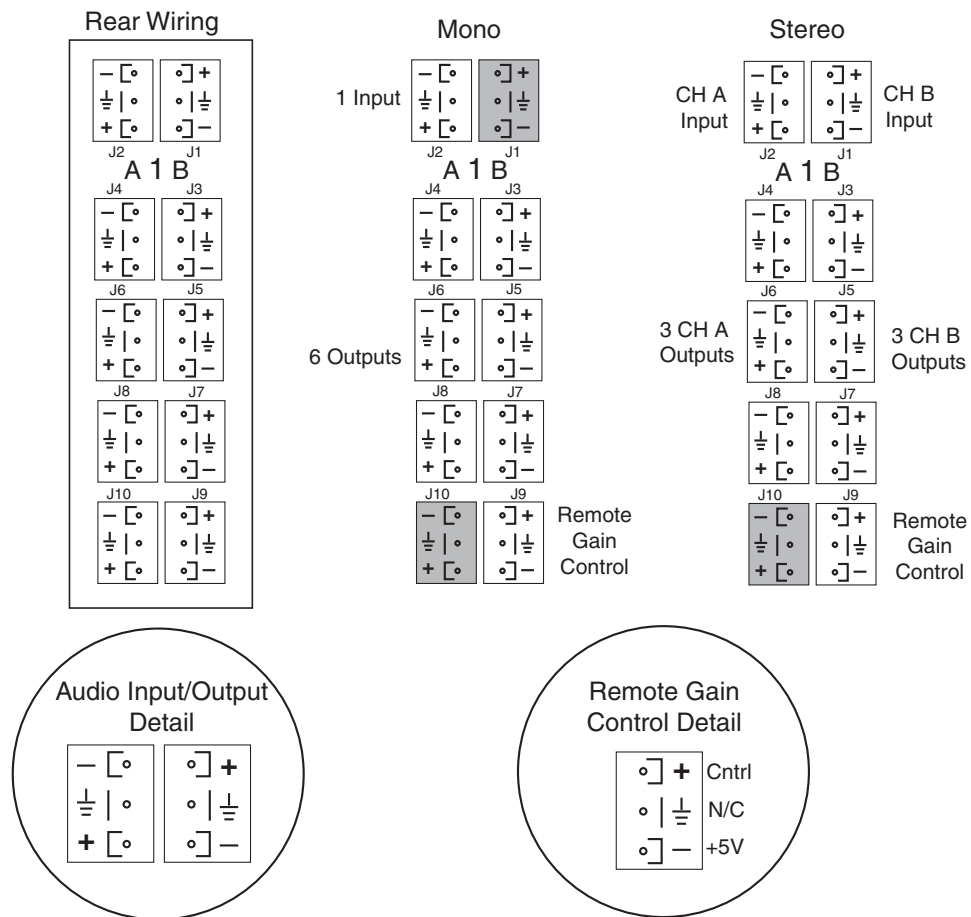 Rear Wiring
− +
+ −
J2 J1
A 1 B
J4 J3
− +
+ −
J6 J5
− +
+ −
J8 J7
− +
+ −
J10 J9
− +
+ −
Mono
1 Input
− +
+ −
J2 J1
A 1 B
J4 J3
− +
+ −
J6 J5
− +
6 Outputs
+ −
J8 J7
− +
+ −
J10 J9
− +
+ −
Remote
Gain
Control
Stereo
CH A
Input
− +
+ −
CH B
Input
J2 J1
A 1 B
J4 J3
− +
+ −
J6 J5
3 CH A
Outputs
− +
+ −
3 CH B
Outputs
J8 J7
− +
+ −
J10 J9
− +
+ −
Remote
Gain
Control
Audio Input/Output
Detail
− +
+ −
Remote Gain
Control Detail
+ Cntrl
N/C
− +5V